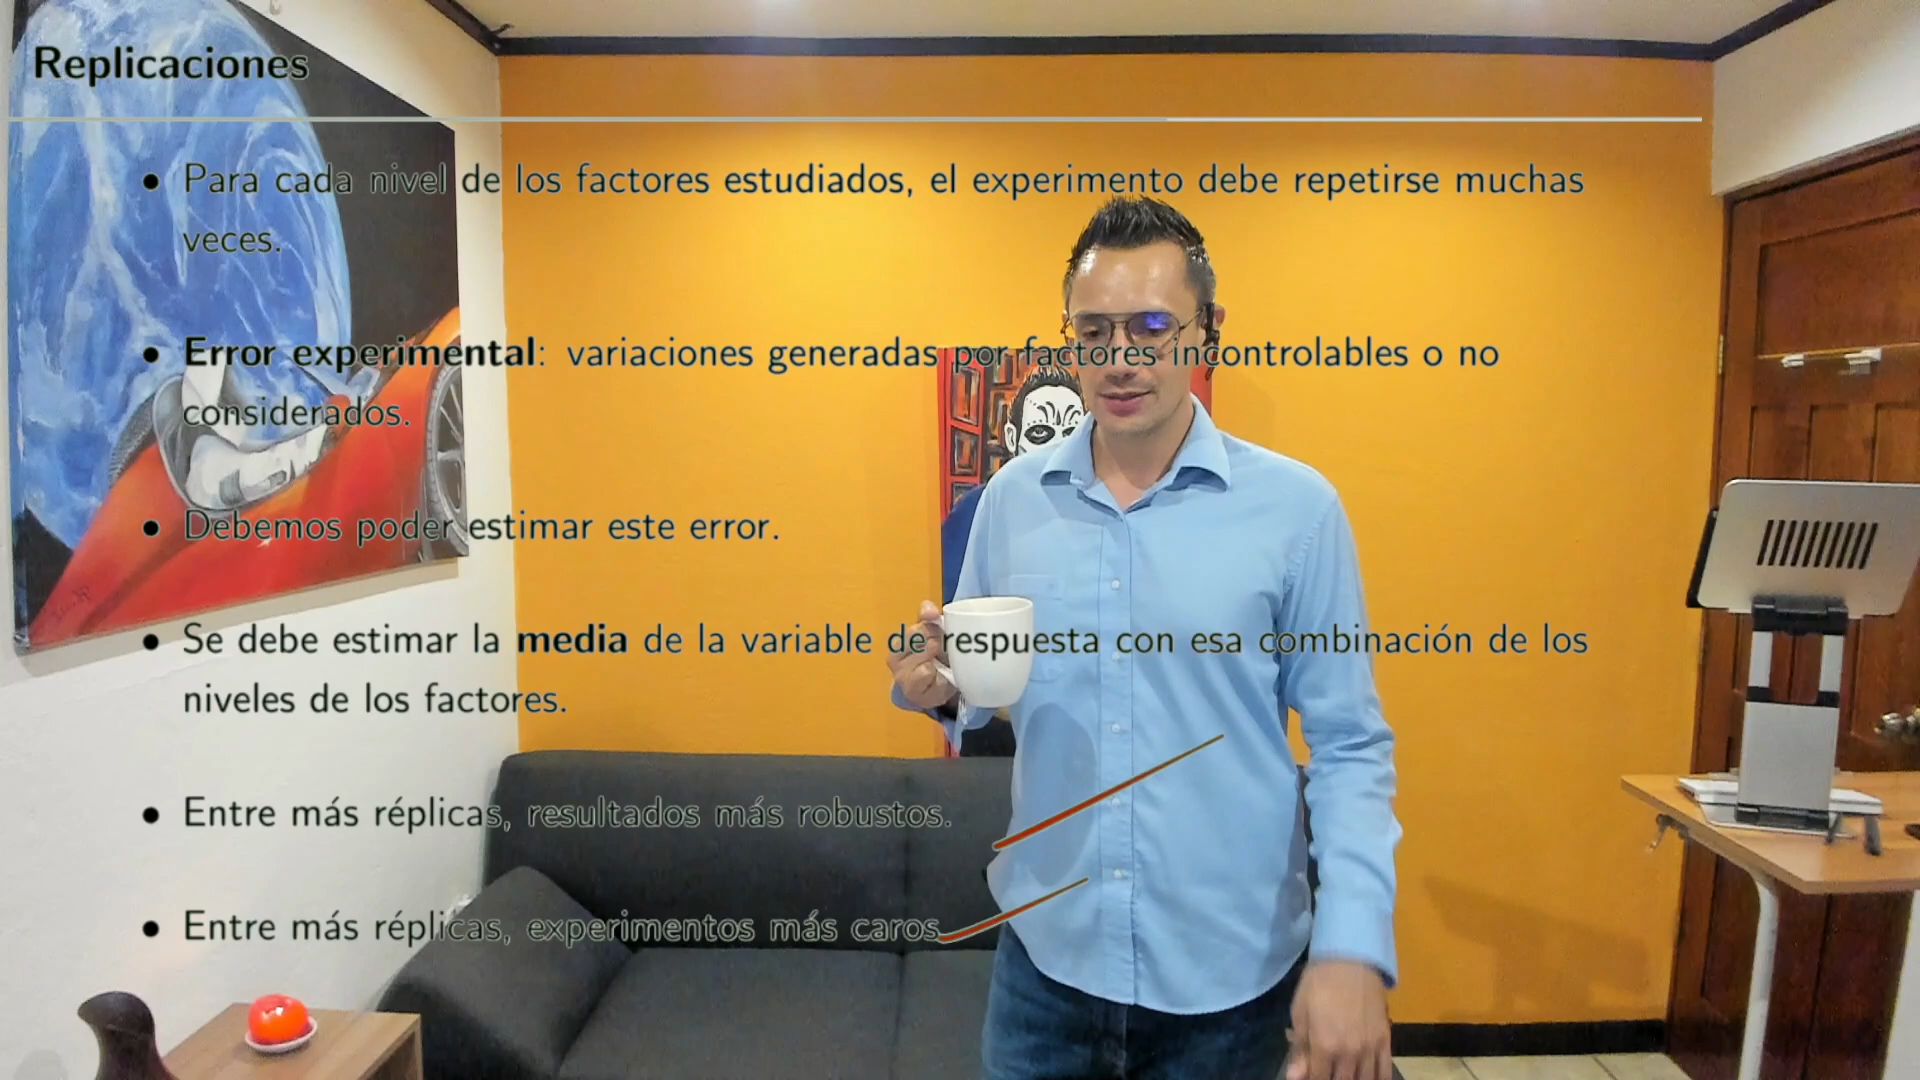 Replicaciones
• Para cada nivel de los factores estudiados, el experimento debe repetirse muchas
veces.
• Error experimental: variaciones generadas por factores incontrolables o no
considerados.
• Debemos poder estimar este error.
• Se debe estimar la media de la variable de respuesta con esa combinación de los
niveles de los factores.
• Entre más réplicas, resultados más robustos.
• Entre más réplicas, experimentos más caros.